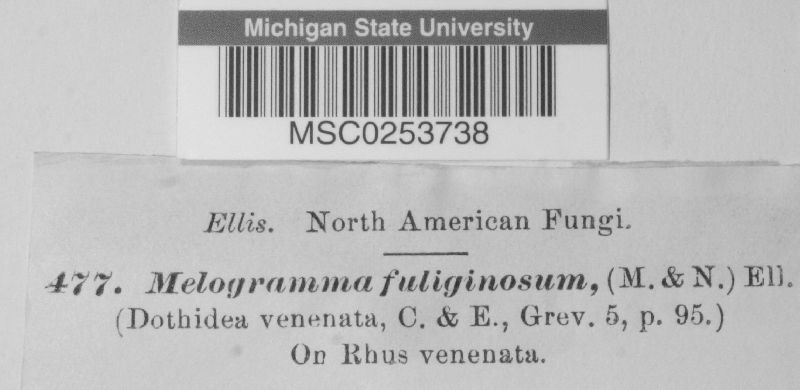 Michigan State University
MSC0253738
Ellis. North American Fungi.
477. Melogramma fuliginosum, (M. & N.) Ell.
(Dothidea venenata, C. & E., Grev. 5, p. 95.)
On Rhus venenata.